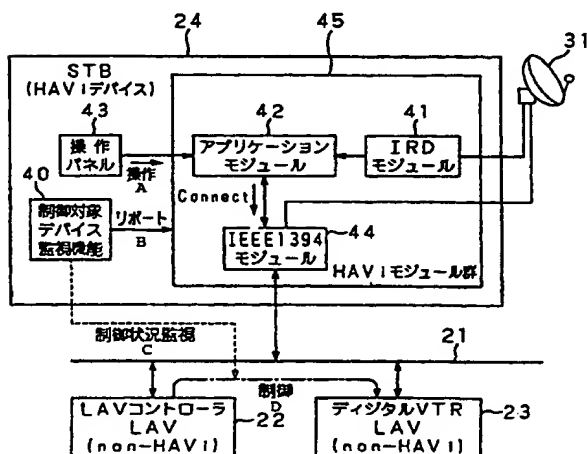 24
45
31
STB
(HAViデバイス)
43
42
41
操作
パネル
操作
A
アプリケーション
モジュール
IRD
モジュール
40
Connect
制御対象
デバイス
監視機能
リポート
B
44
IEEE1394
モジュール
HAViモジュール群
制御状況監視
C
21
制御
D
LAVコントローラ
LAV
(non-HAVi)
22
ディジタルVTR
LAV
(non-HAVi)
23